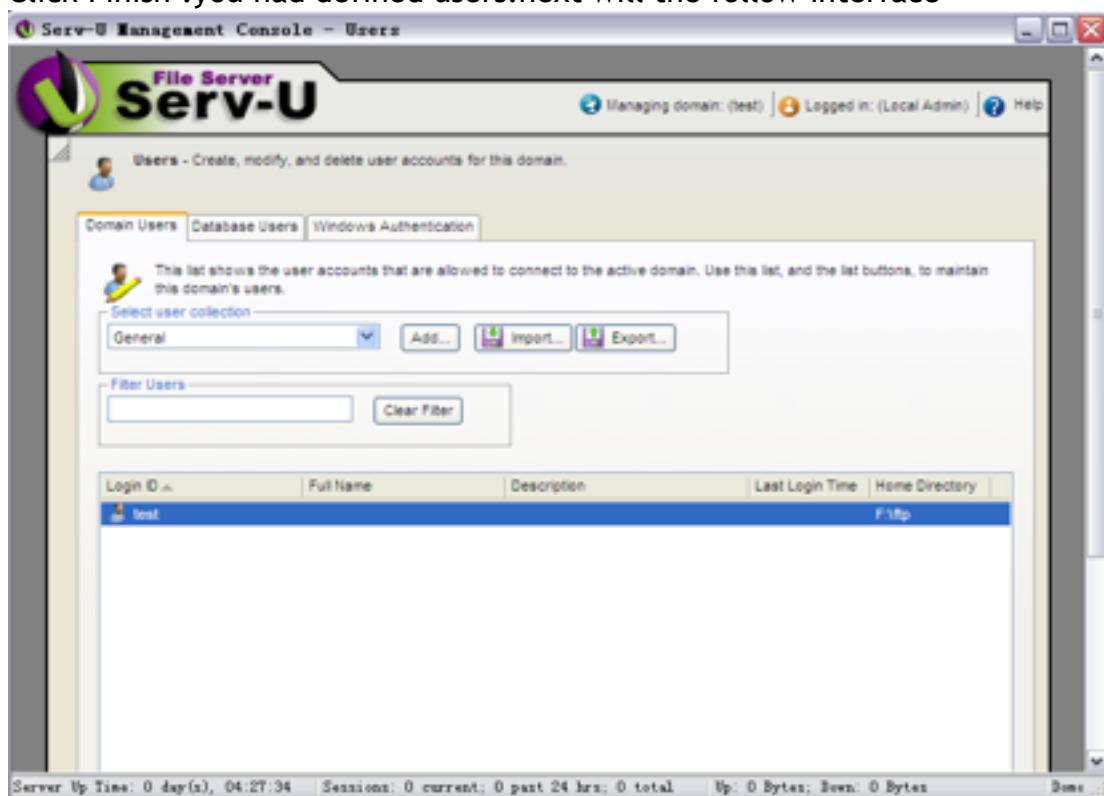 Click Finish .you had defined users.next will the follow interface
Serv-U Management Console - Users
File Server
Serv-U
Managing domain: (test) Logged in: (Local Admin) Help
Users - Create, modify, and delete user accounts for this domain.
Domain Users Database Users Windows Authentication
This list shows the user accounts that are allowed to connect to the active domain. Use this list, and the list buttons, to maintain
this domain's users.
Select user collection
General Add... Import... Export...
Filter Users
Clear Filter
Login ID Full Name Description Last Login Time Home Directory
test F:\ftp
Server Up Time: 0 day(s), 04:27:34 Sessions: 0 current; 0 past 24 hrs; 0 total Up: 0 Bytes; Down: 0 Bytes Done